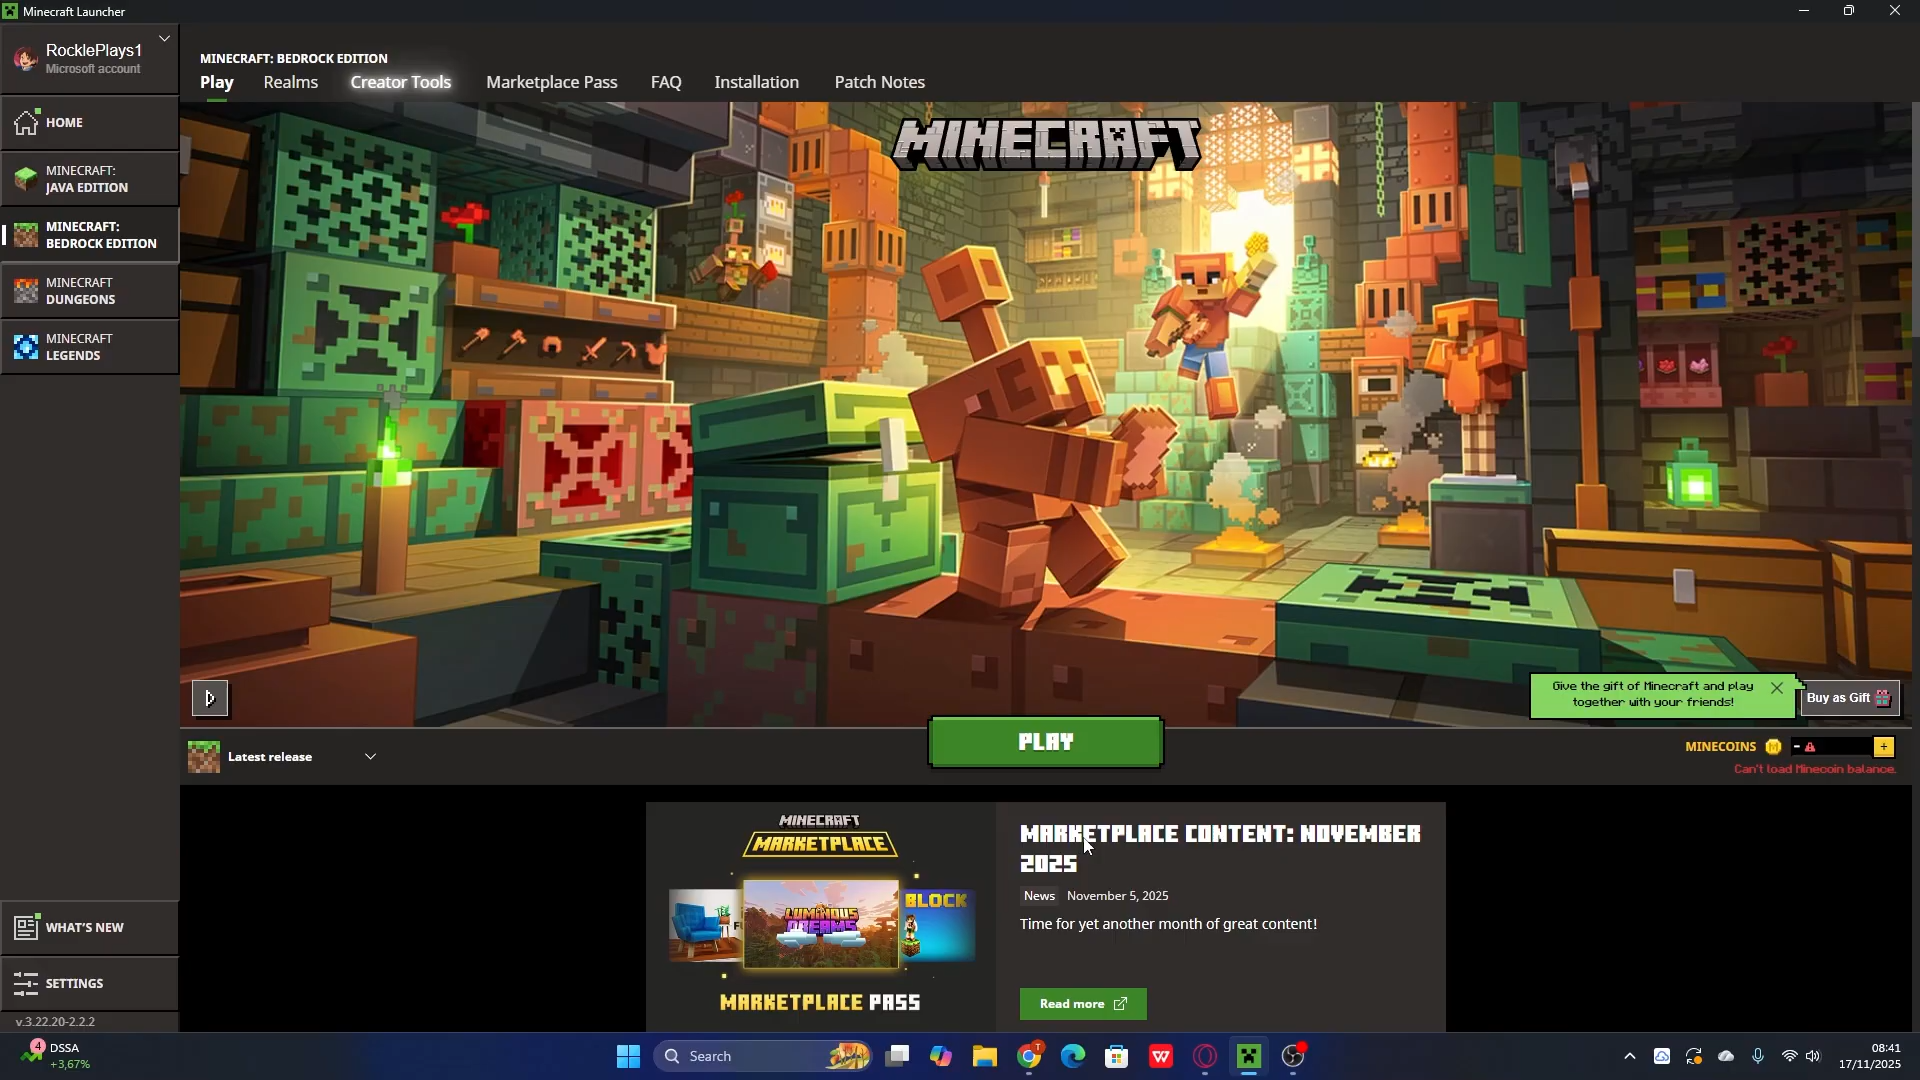 Minecraft Launcher
RocklePlays1
Microsoft account
HOME
MINECRAFT:
JAVA EDITION
MINECRAFT:
BEDROCK EDITION
MINECRAFT
DUNGEONS
MINECRAFT
LEGENDS
WHAT'S NEW
SETTINGS
v.3.22.20-2.2.2
MINECRAFT: BEDROCK EDITION
Play Realms Creator Tools Marketplace Pass FAQ Installation Patch Notes
MINECRAFT
Give the gift of Minecraft and play
together with your friends!
Buy as Gift
Latest release
PLAY
MINECOINS
-
+
Can't load Minecoin balance.
MINECRAFT
MARKETPLACE
LUMINOUS
DREAMS
BLOCK
MARKETPLACE PASS
MARKETPLACE CONTENT: NOVEMBER
2025
News November 5, 2025
Time for yet another month of great content!
Read more
4
DSSA
+3,67%
Search
T
W
08:41
17/11/2025